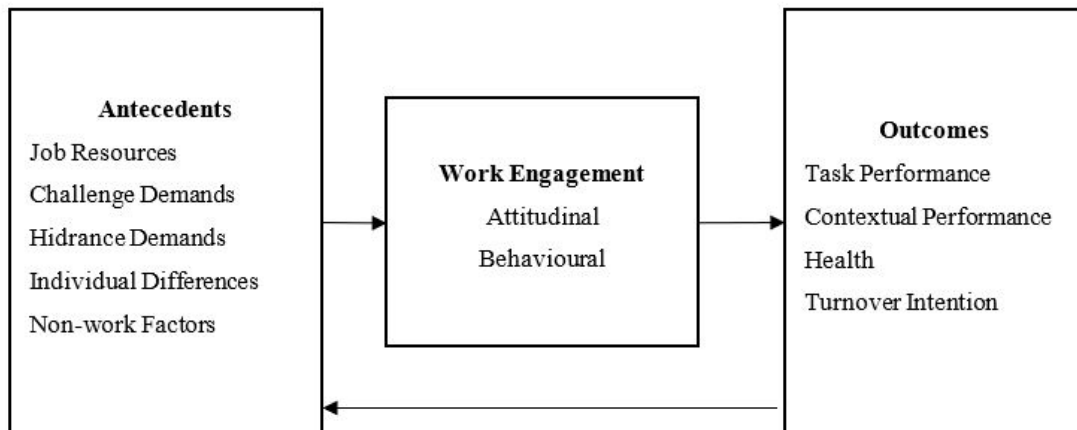 Antecedents
Job Resources
Challenge Demands
Hidrance Demands
Individual Differences
Non-work Factors
Work Engagement
Attitudinal
Behavioural
Outcomes
Task Performance
Contextual Performance
Health
Turnover Intention